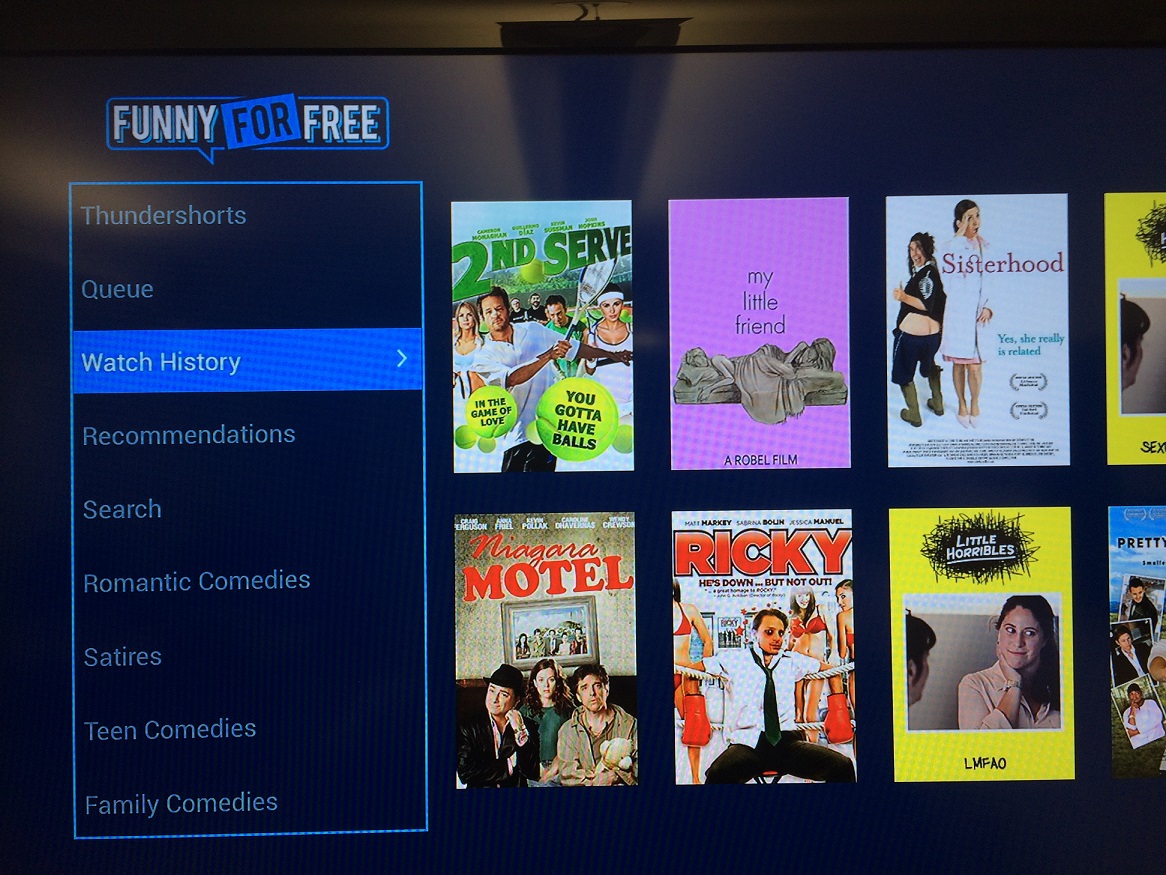 FUNNY FOR FREE
Thundershorts
Queue
Watch History
Recommendations
Search
Romantic Comedies
Satires
Teen Comedies
Family Comedies
CAMERON MONAGHAN GUILLERMO DÍAZ KEVIN SUSSMAN JOSH HOPKINS
2ND SERVE
IN THE
GAME OF
LOVE
YOU
GOTTA
HAVE
BALLS
my
little
friend
A ROBEL FILM
Sisterhood
Yes, she really
is related
CRAIG FERGUSON ANNA FRIEL KEVIN POLLAK CAROLINE DHAVERNAS WENDY CREWSON
Niagara
MOTEL
MATT MARKEY SABRINA BOLIN JESSICA MANUEL
RICKY
HE'S DOWN ... BUT NOT OUT!
"... a great homage to ROCKY."
RICKY
LITTLE
HORRIBLES
LMFAO
PRETTY